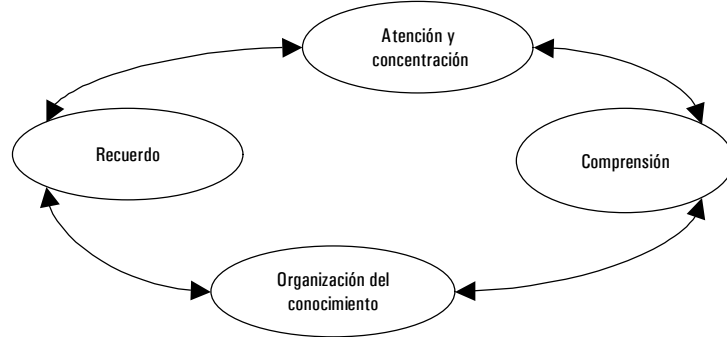 Atención y
concentración
Recuerdo
Comprensión
Organización del
conocimiento